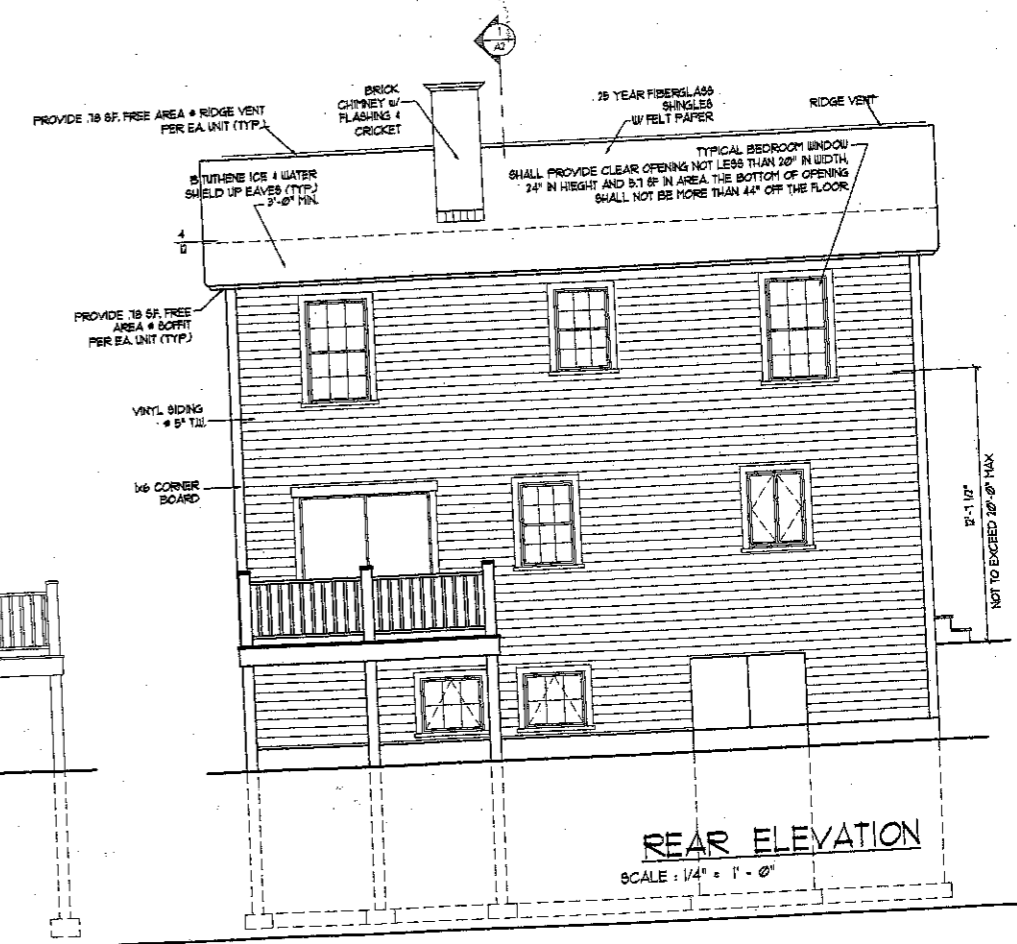 1
A2
PROVIDE .78 S.F. FREE AREA @ RIDGE VENT
PER EA. UNIT (TYP.)
BRICK
CHIMNEY W/
FLASHING &
CRICKET
25 YEAR FIBERGLASS
SHINGLES
W/ FELT PAPER
RIDGE VENT
TYPICAL BEDROOM WINDOW
SHALL PROVIDE CLEAR OPENING NOT LESS THAN 20" IN WIDTH,
24" IN HIEGHT AND 5.7 SF IN AREA. THE BOTTOM OF OPENING
SHALL NOT BE MORE THAN 44" OFF THE FLOOR
BITUTHENE ICE & WATER
SHIELD UP EAVES (TYP.)
3'-0" MIN.
4
12
PROVIDE .78 S.F. FREE
AREA @ SOFFIT
PER EA. UNIT (TYP.)
VINYL SIDING
@ 5" T.W.
1x6 CORNER
BOARD
12'-7 1/2"
NOT TO EXCEED 20'-0" MAX
REAR ELEVATION
SCALE : 1/4" = 1' - 0"